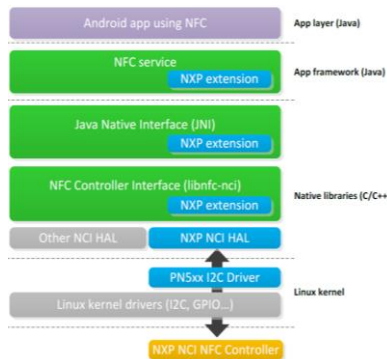 Android app using NFC
App layer (Java)
NFC service
NXP extension
App framework (Java)
Java Native Interface (JNI)
NXP extension
NFC Controller Interface (libnfc-nci)
NXP extension
Native libraries (C/C++
Other NCI HAL
NXP NCI HAL
PN5xx I2C Driver
Linux kernel
Linux kernel drivers (I2C, GPIO...)
NXP NCI NFC Controller